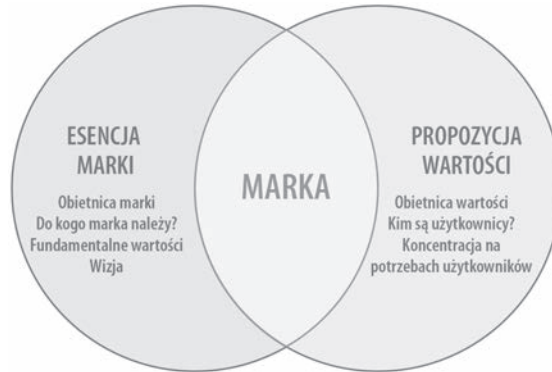 ESENCJA
MARKI
Obietnica marki
Do kogo marka należy?
Fundamentalne wartości
Wizja
MARKA
PROPOZYCJA
WARTOŚCI
Obietnica wartości
Kim są użytkownicy?
Koncentracja na
potrzebach użytkowników